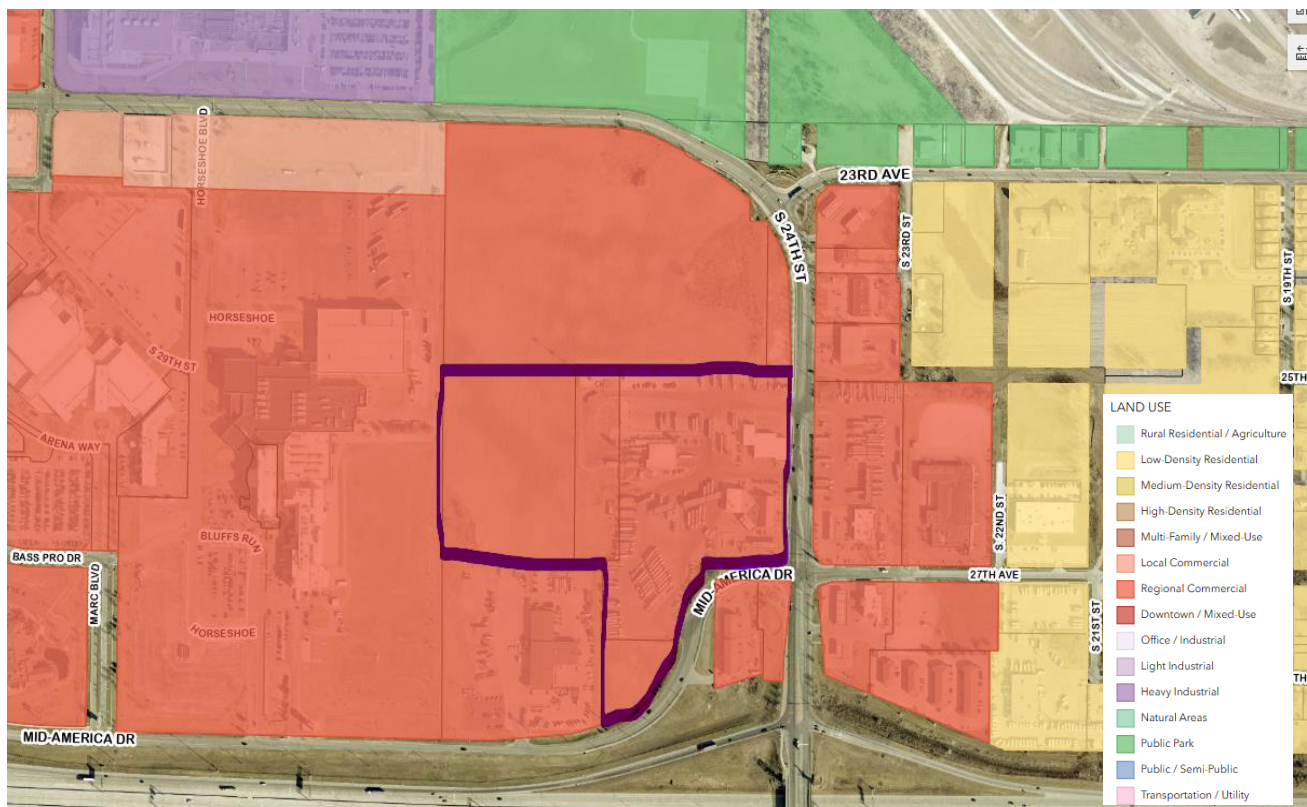 HORSESHOE BLVD
23RD AVE
S 24TH ST
S 23RD ST
S 19TH ST
HORSESHOE
S 29TH ST
25TH
ARENA WAY
BLUFFS RUN
S 22ND ST
BASS PRO DR
MARC BLVD
MID-AMERICA DR
27TH AVE
HORSESHOE
S 21ST ST
MID-AMERICA DR
TH
LAND USE
Rural Residential / Agriculture
Low-Density Residential
Medium-Density Residential
High-Density Residential
Multi-Family / Mixed-Use
Local Commercial
Regional Commercial
Downtown / Mixed-Use
Office / Industrial
Light Industrial
Heavy Industrial
Natural Areas
Public Park
Public / Semi-Public
Transportation / Utility